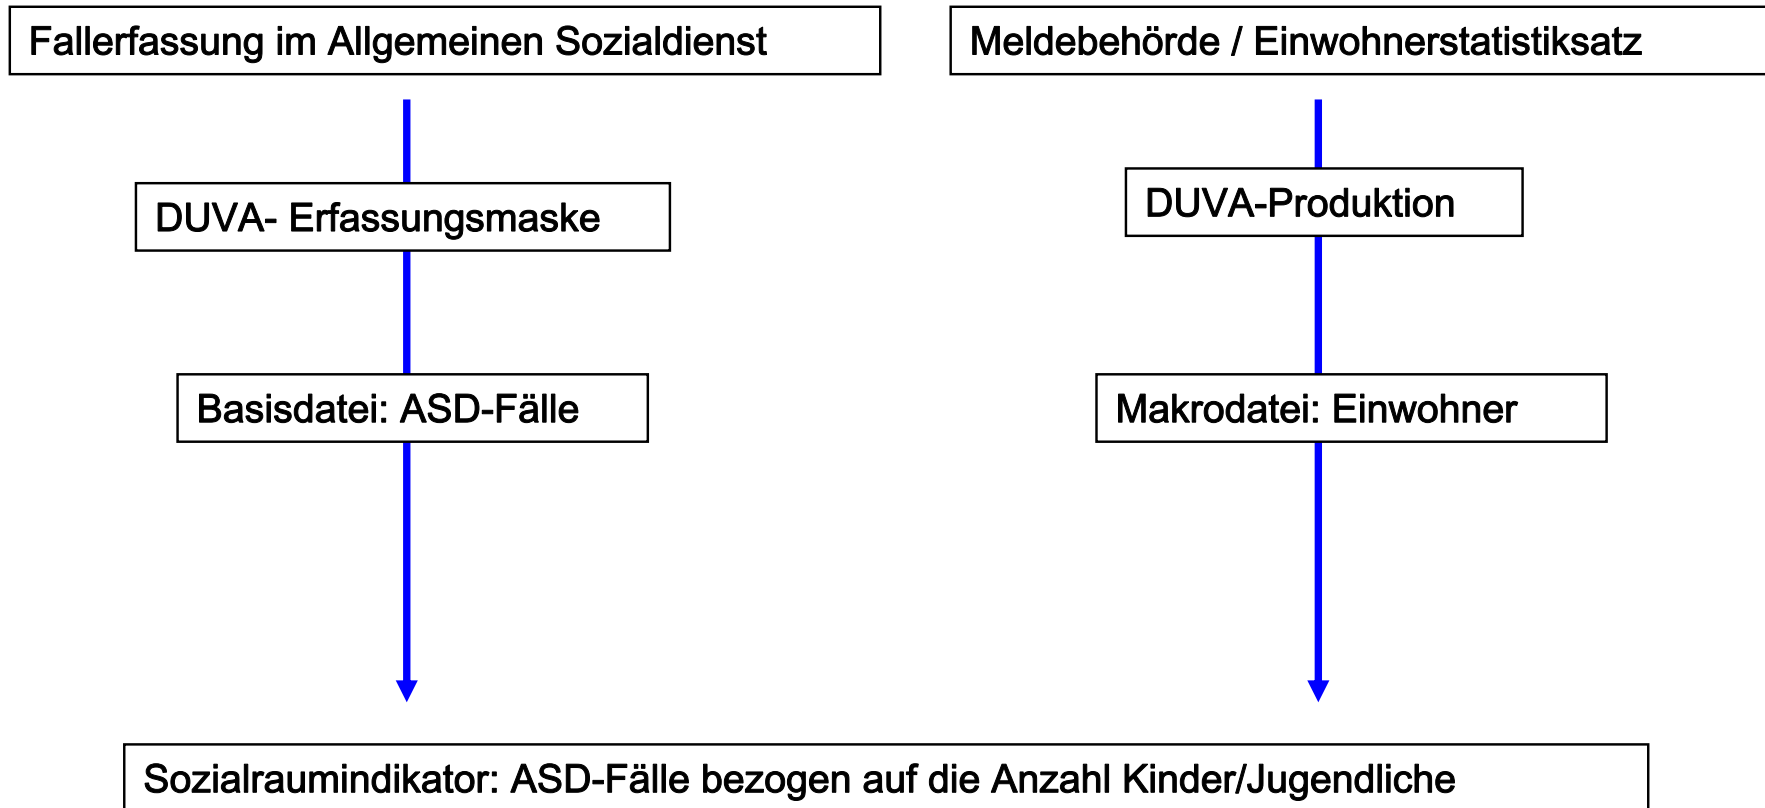 Fallerfassung im Allgemeinen Sozialdienst
Meldebehörde / Einwohnerstatistiksatz
DUVA- Erfassungsmaske
DUVA-Produktion
Basisdatei: ASD-Fälle
Makrodatei: Einwohner
Sozialraumindikator: ASD-Fälle bezogen auf die Anzahl Kinder/Jugendliche